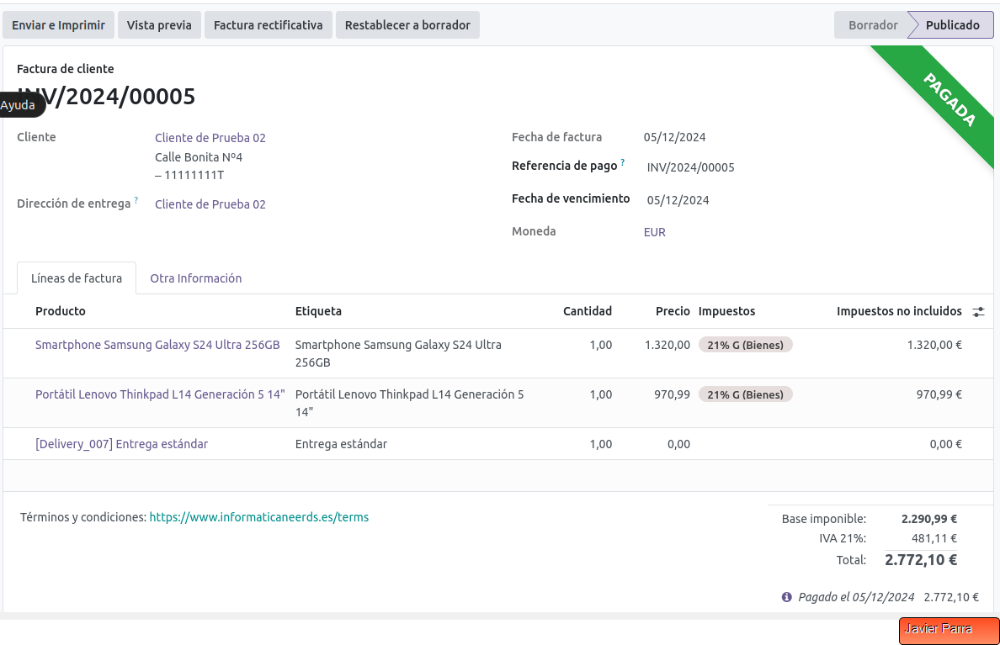 Enviar e Imprimir Vista previa Factura rectificativa Restablecer a borrador Borrador Publicado
Factura de cliente
INV/2024/00005
Ayuda
PAGADA
Cliente Cliente de Prueba 02 Fecha de factura 05/12/2024
Calle Bonita Nº4
– 11111111T
Referencia de pago ? INV/2024/00005
Dirección de entrega ? Cliente de Prueba 02 Fecha de vencimiento 05/12/2024
Moneda EUR
Líneas de factura Otra Información
Producto Etiqueta Cantidad Precio Impuestos Impuestos no incluidos
Smartphone Samsung Galaxy S24 Ultra 256GB Smartphone Samsung Galaxy S24 Ultra 1,00 1.320,00 21% G (Bienes) 1.320,00 €
256GB
Portátil Lenovo Thinkpad L14 Generación 5 14" Portátil Lenovo Thinkpad L14 Generación 5 1,00 970,99 21% G (Bienes) 970,99 €
14"
[Delivery_007] Entrega estándar Entrega estándar 1,00 0,00 0,00 €
Términos y condiciones: https://www.informaticaneerds.es/terms
Base imponible: 2.290,99 €
IVA 21%: 481,11 €
Total: 2.772,10 €
Pagado el 05/12/2024 2.772,10 €
Javier Parra